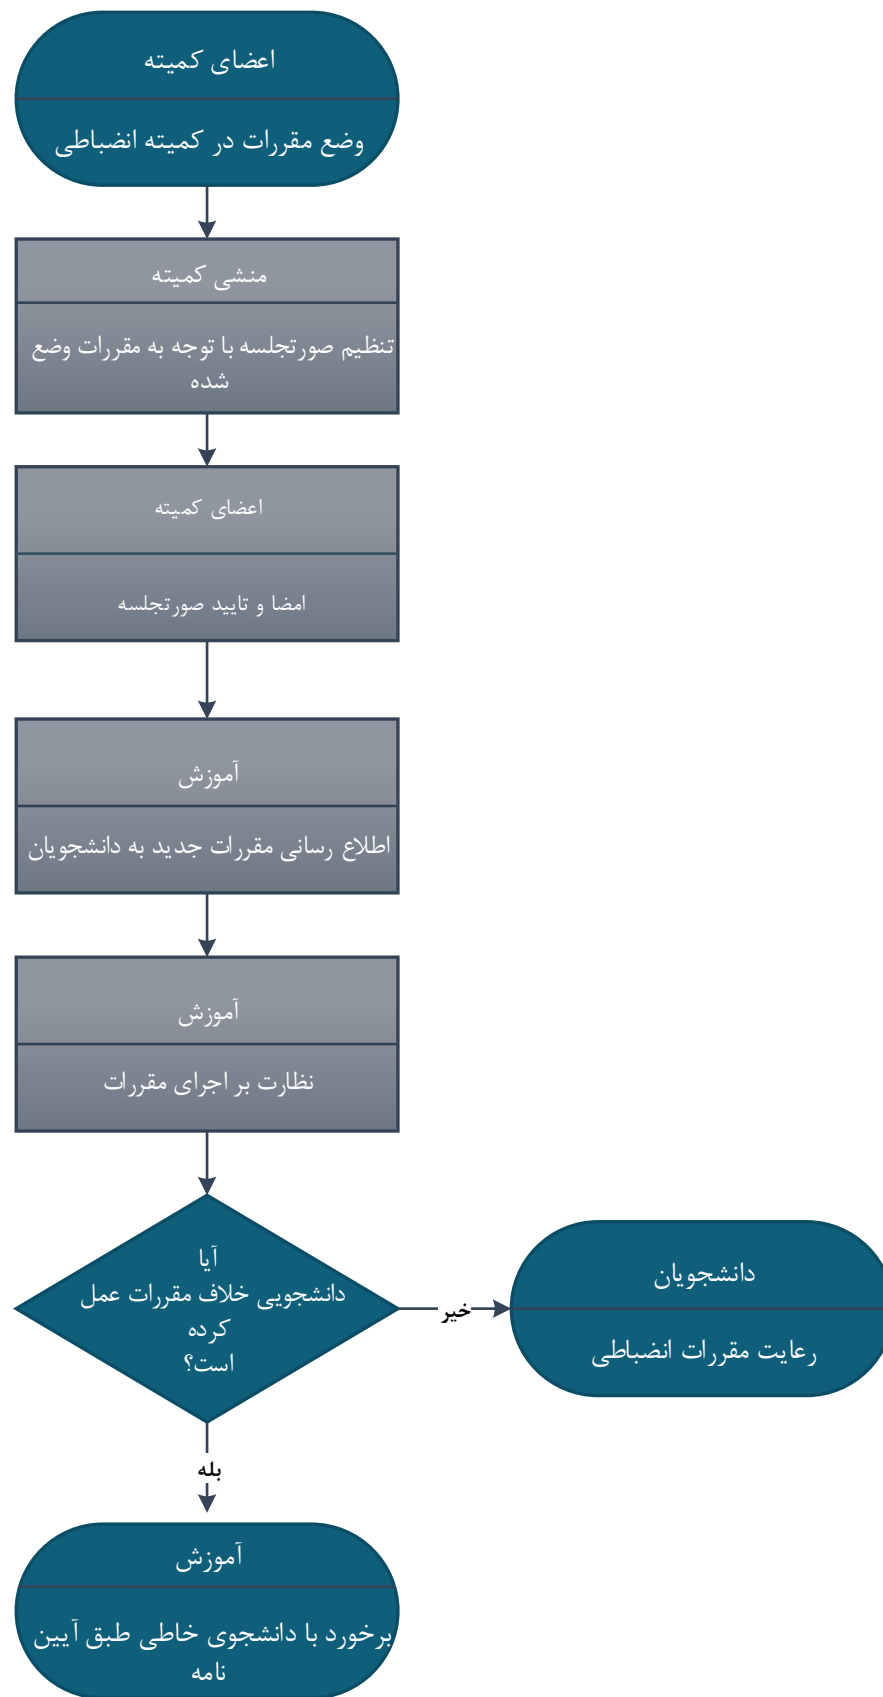 اعضای کمیته
وضع مقررات در کمیته انضباطی
منشی کمیته
تنظیم صورتجلسه با توجه به مقررات وضع
شده
اعضای کمیته
امضا و تایید صورتجلسه
آموزش
اطلاع رسانی مقررات جدید به دانشجویان
آموزش
نظارت بر اجرای مقررات
آیا
دانشجویی خلاف مقررات عمل
کرده
است؟
خیر
دانشجویان
رعایت مقررات انضباطی
بله
آموزش
برخورد با دانشجوی خاطی طبق آیین
نامه